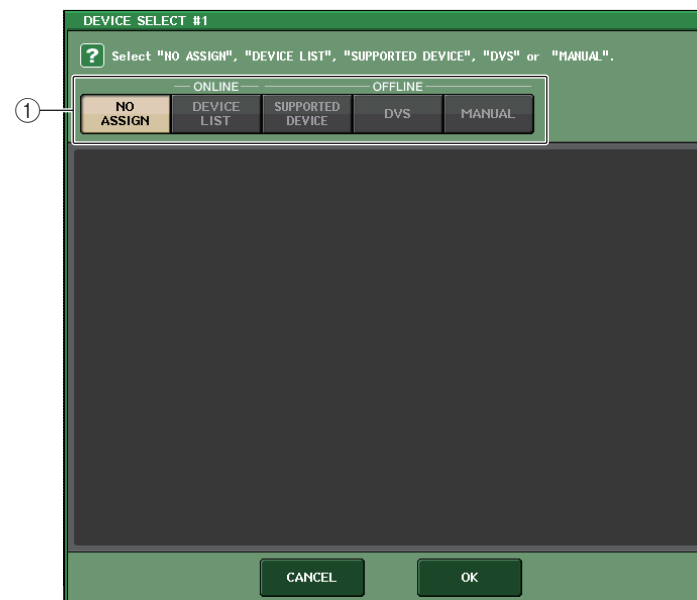 DEVICE SELECT #1
? Select "NO ASSIGN", "DEVICE LIST", "SUPPORTED DEVICE", "DVS" or "MANUAL".
ONLINE OFFLINE
1
NO ASSIGN
DEVICE LIST
SUPPORTED DEVICE
DVS
MANUAL
CANCEL OK